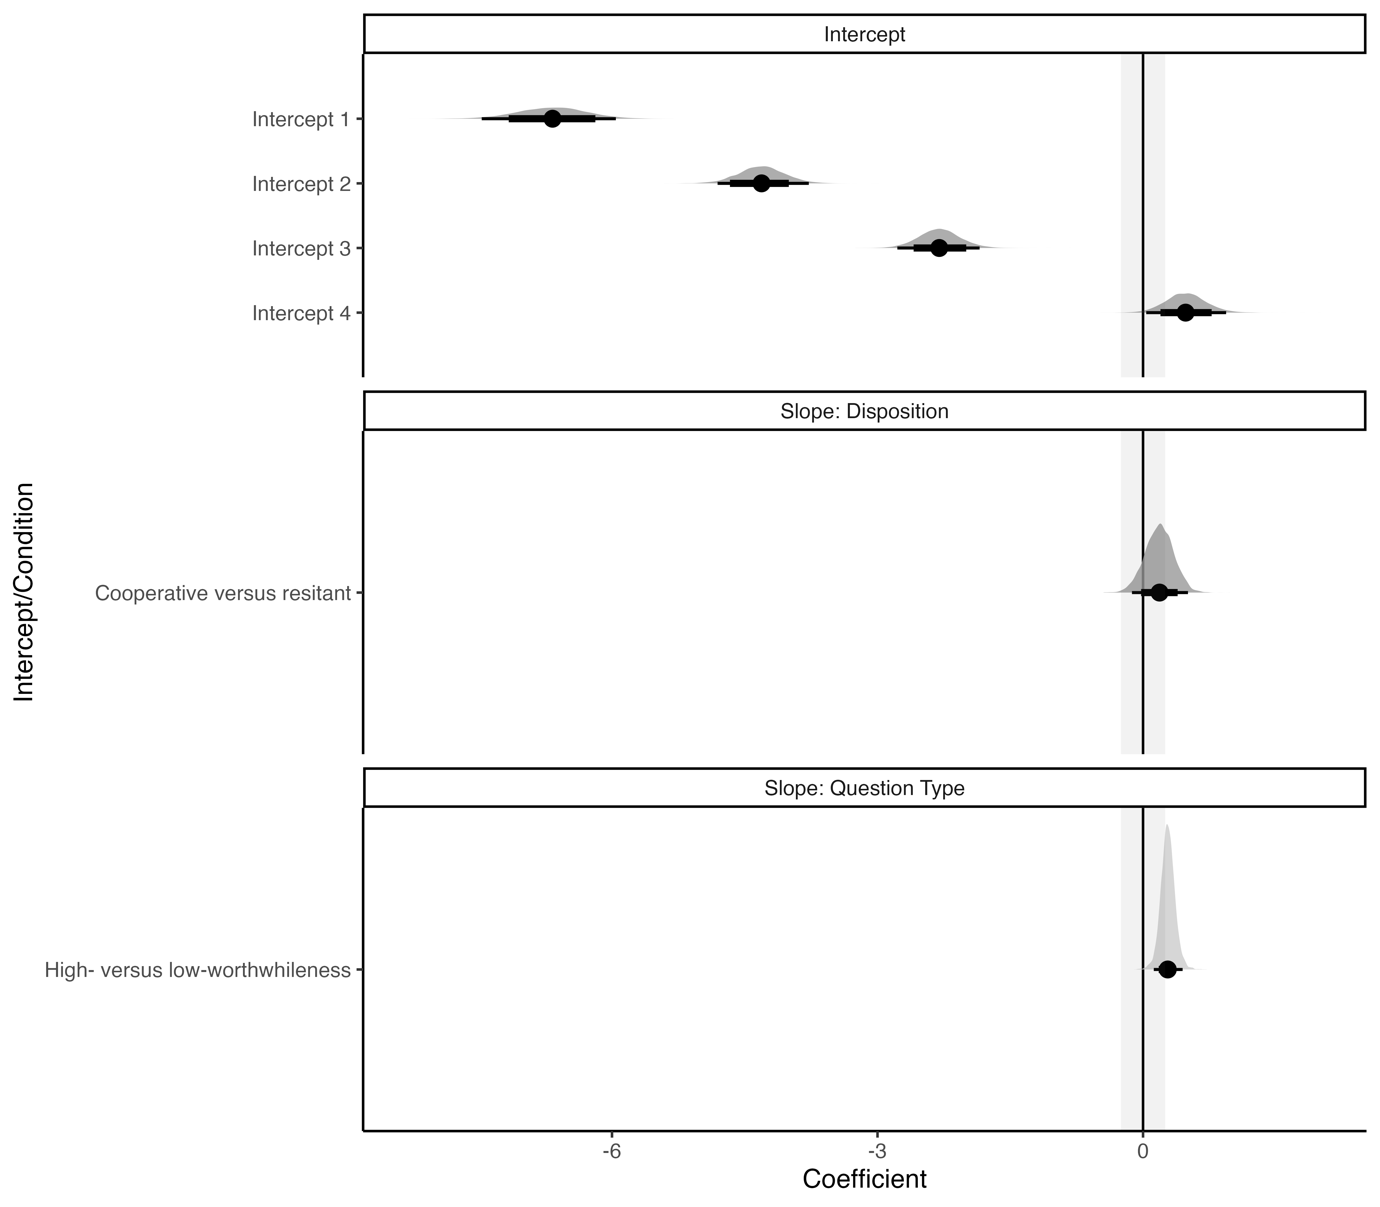 Intercept
Intercept 1
Intercept 2
Intercept 3
Intercept 4
Slope: Disposition
Intercept/Condition
Cooperative versus resitant
Slope: Question Type
High- versus low-worthwhileness
-6
-3
0
Coefficient